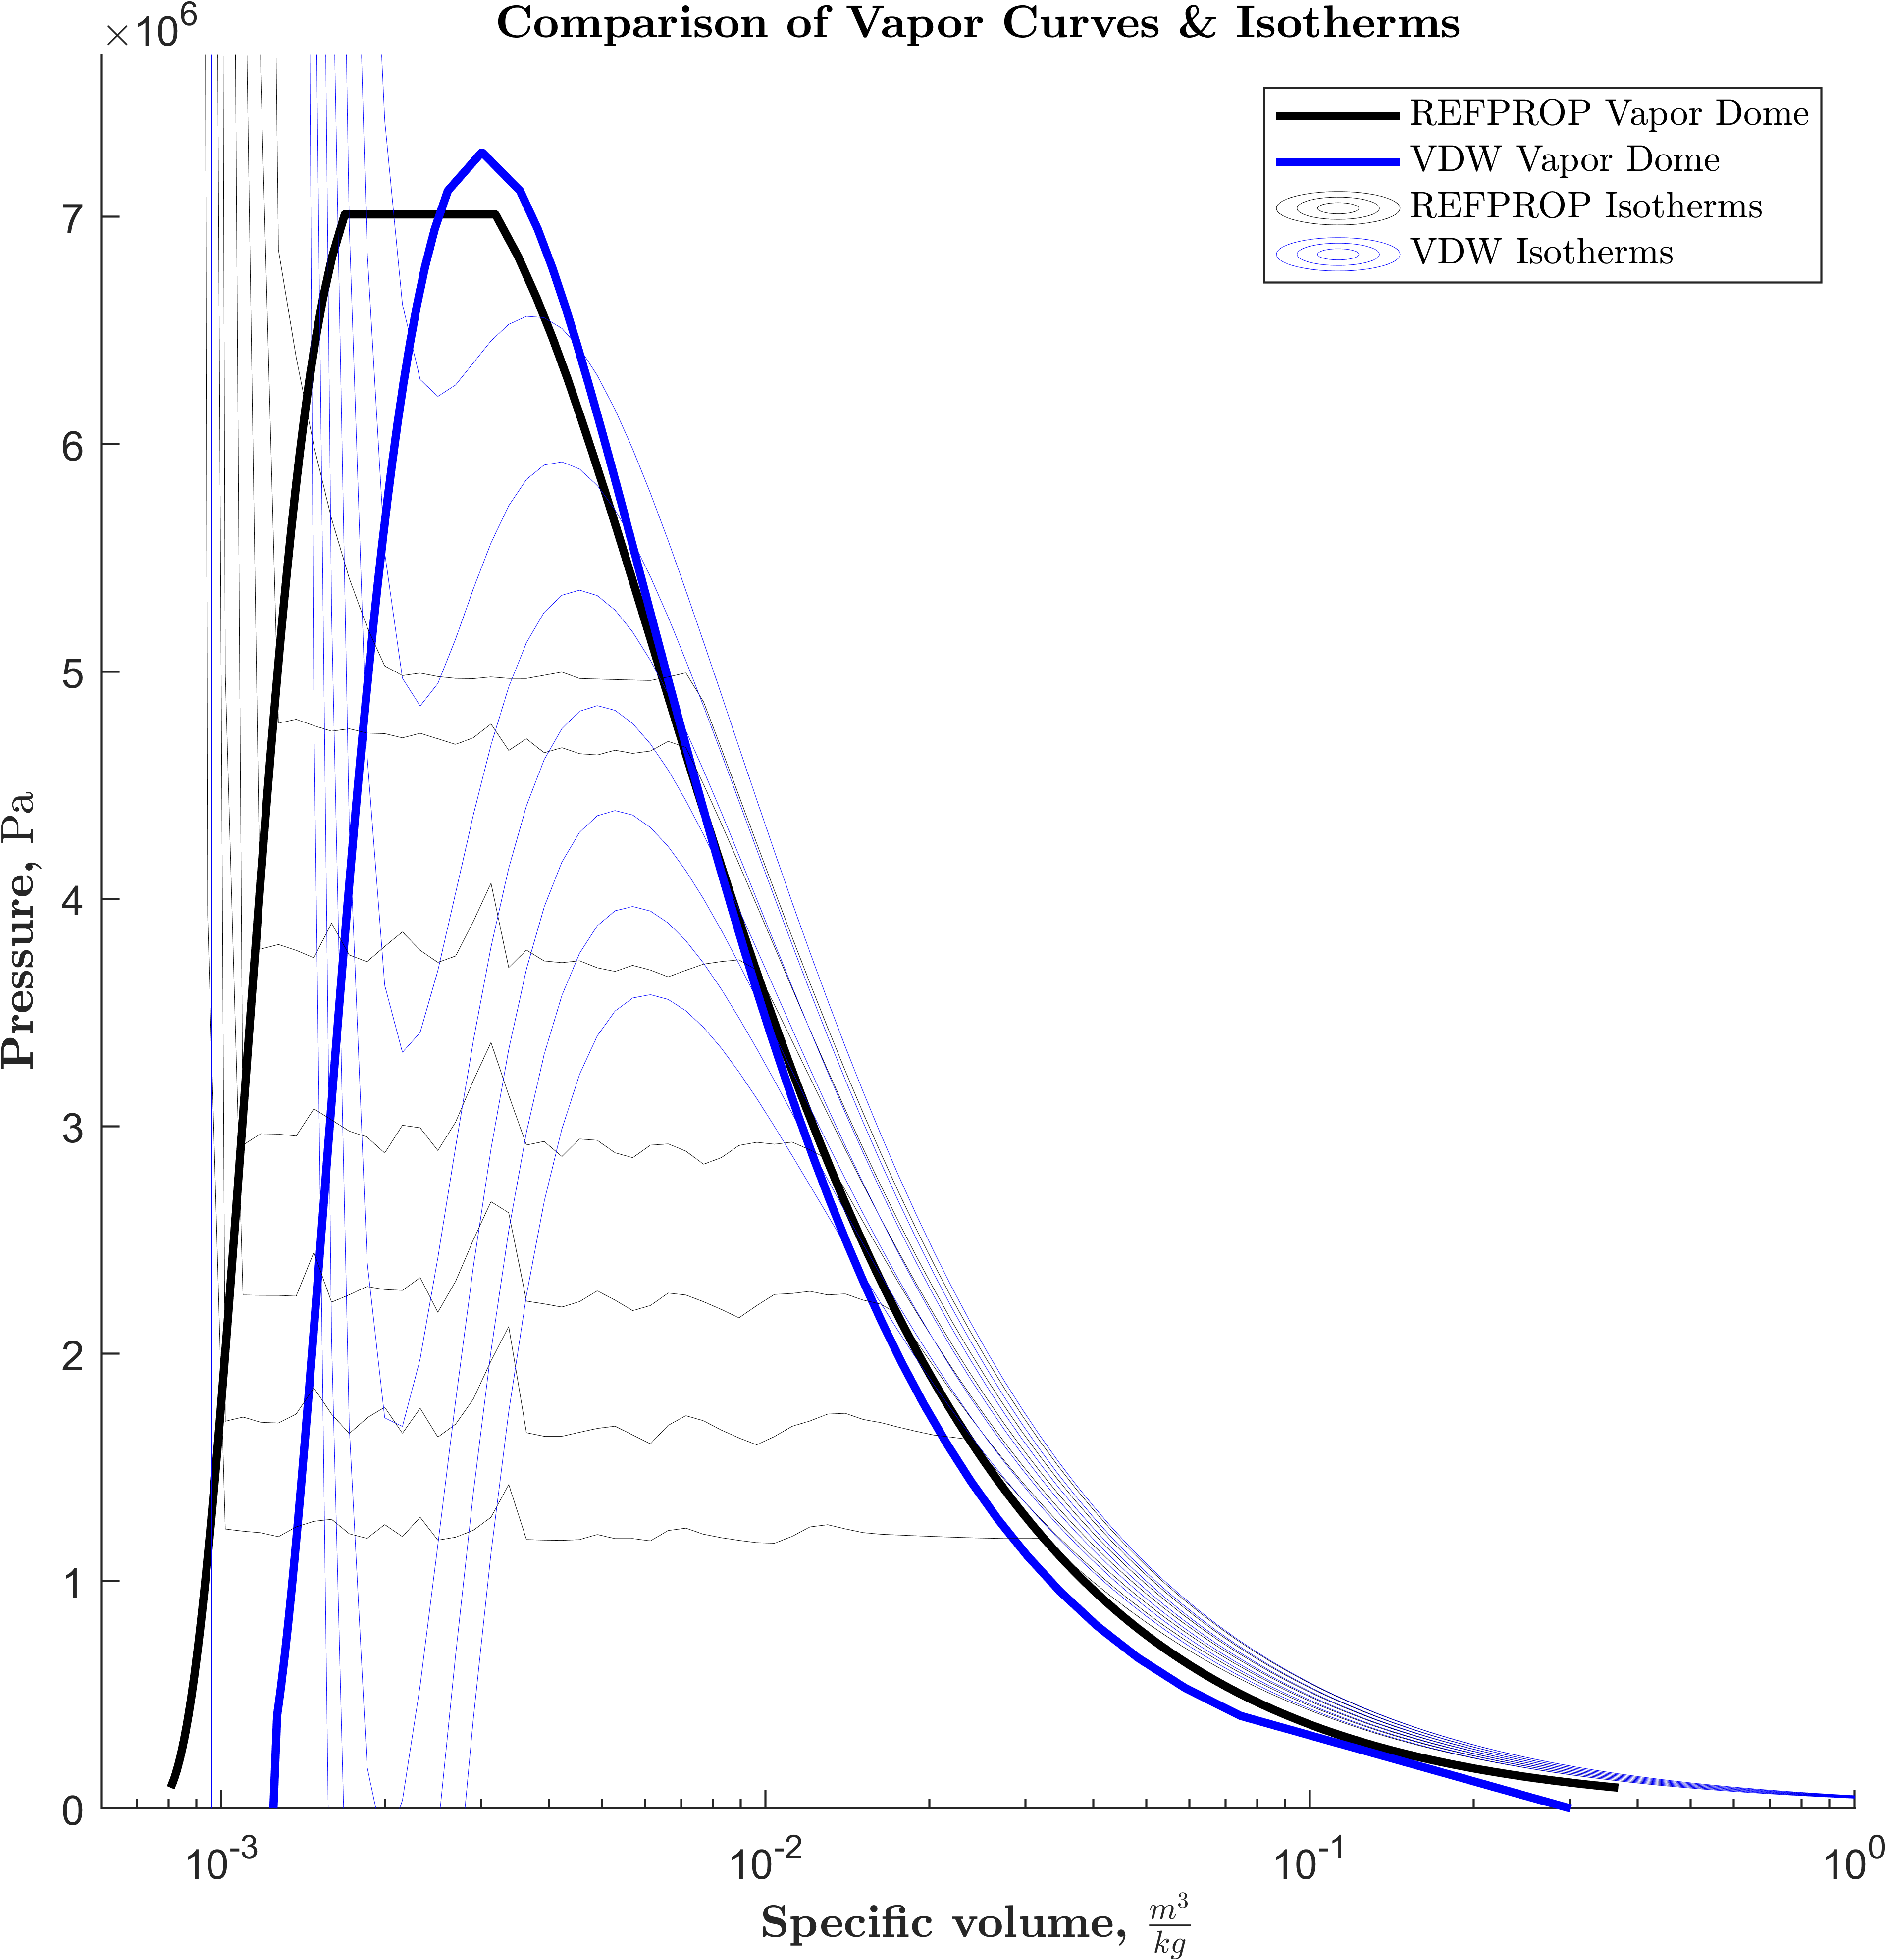 Comparison of Vapor Curves & Isotherms
×10^6
REFPROP Vapor Dome
VDW Vapor Dome
REFPROP Isotherms
VDW Isotherms
7
6
5
4
3
2
1
0
Pressure, Pa
10^-3 10^-2 10^-1 10^0
Specific volume, m^3/kg